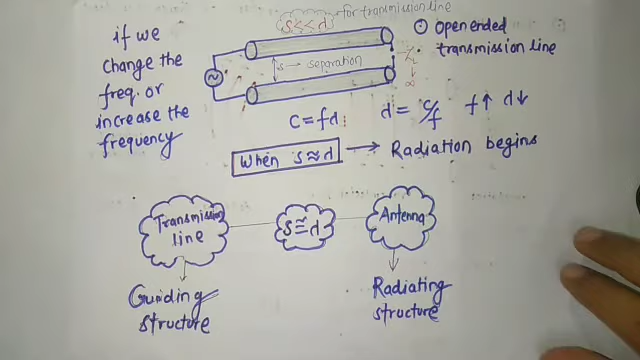 S<<d for transmission line
if we
change the
freq. or
increase the
frequency
S → separation
⊙ open ended
transmission line
∞
C = fd
d = c/f f↑ d↓
When S≈d → Radiation begins
Transmission
line
S≅d
Antenna
Guiding
structure
Radiating
structure